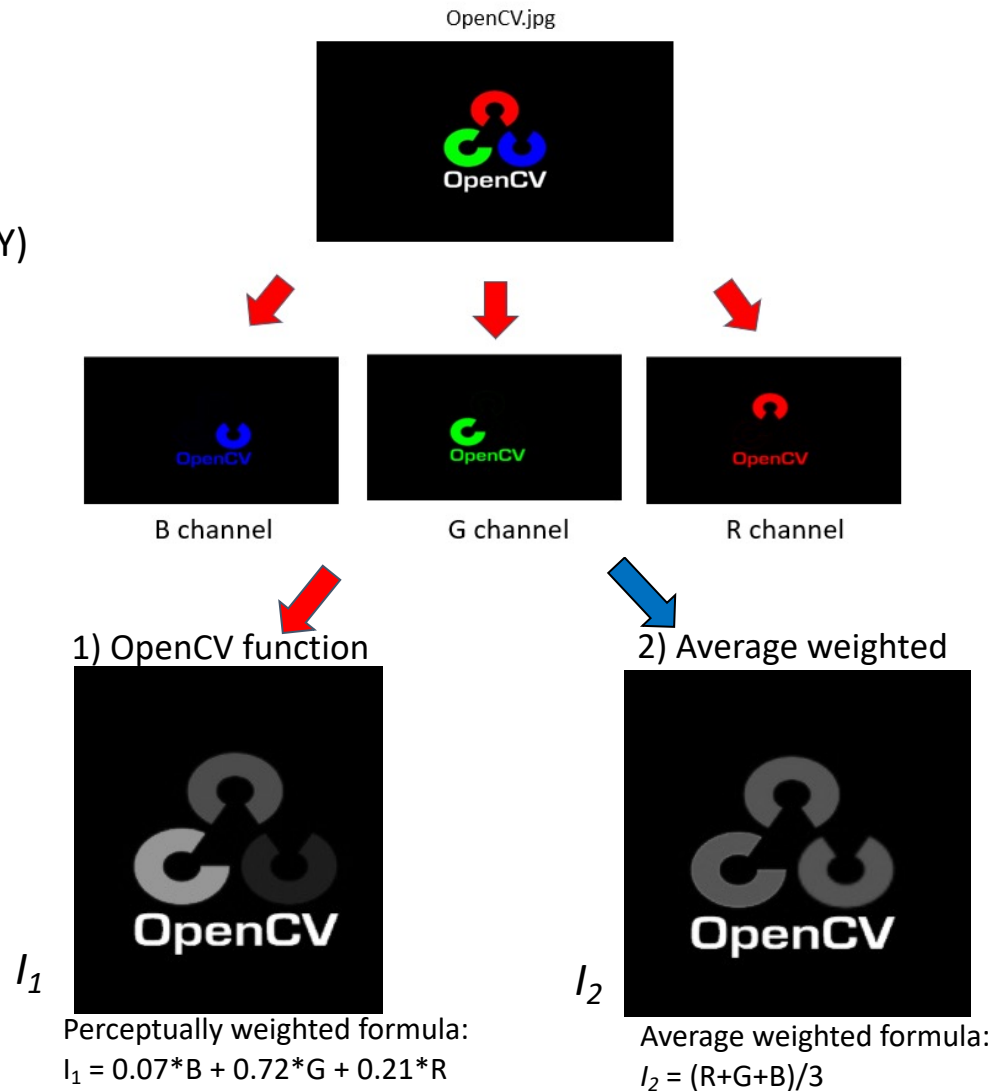 OpenCV.jpg
OpenCV
Y)
OpenCV
OpenCV
OpenCV
B channel
G channel
R channel
1) OpenCV function
2) Average weighted
OpenCV
OpenCV
I₁
I₂
Perceptually weighted formula:
I₁ = 0.07*B + 0.72*G + 0.21*R
Average weighted formula:
I₂ = (R+G+B)/3